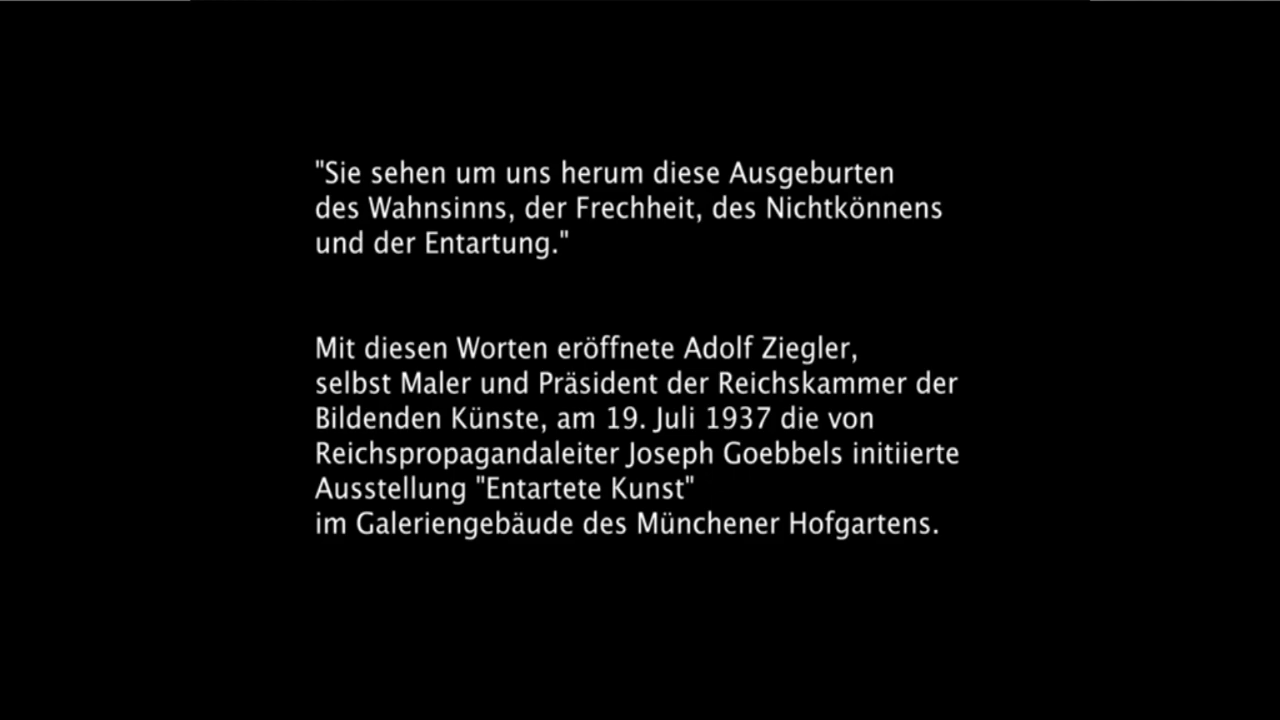 "Sie sehen um uns herum diese Ausgeburten
des Wahnsinns, der Frechheit, des Nichtkönnens
und der Entartung."
Mit diesen Worten eröffnete Adolf Ziegler,
selbst Maler und Präsident der Reichskammer der
Bildenden Künste, am 19. Juli 1937 die von
Reichspropagandaleiter Joseph Goebbels initiierte
Ausstellung "Entartete Kunst"
im Galeriengebäude des Münchener Hofgartens.